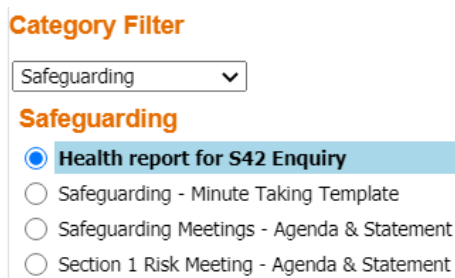 Category Filter
Safeguarding
Safeguarding
Health report for S42 Enquiry
Safeguarding - Minute Taking Template
Safeguarding Meetings - Agenda & Statement
Section 1 Risk Meeting - Agenda & Statement